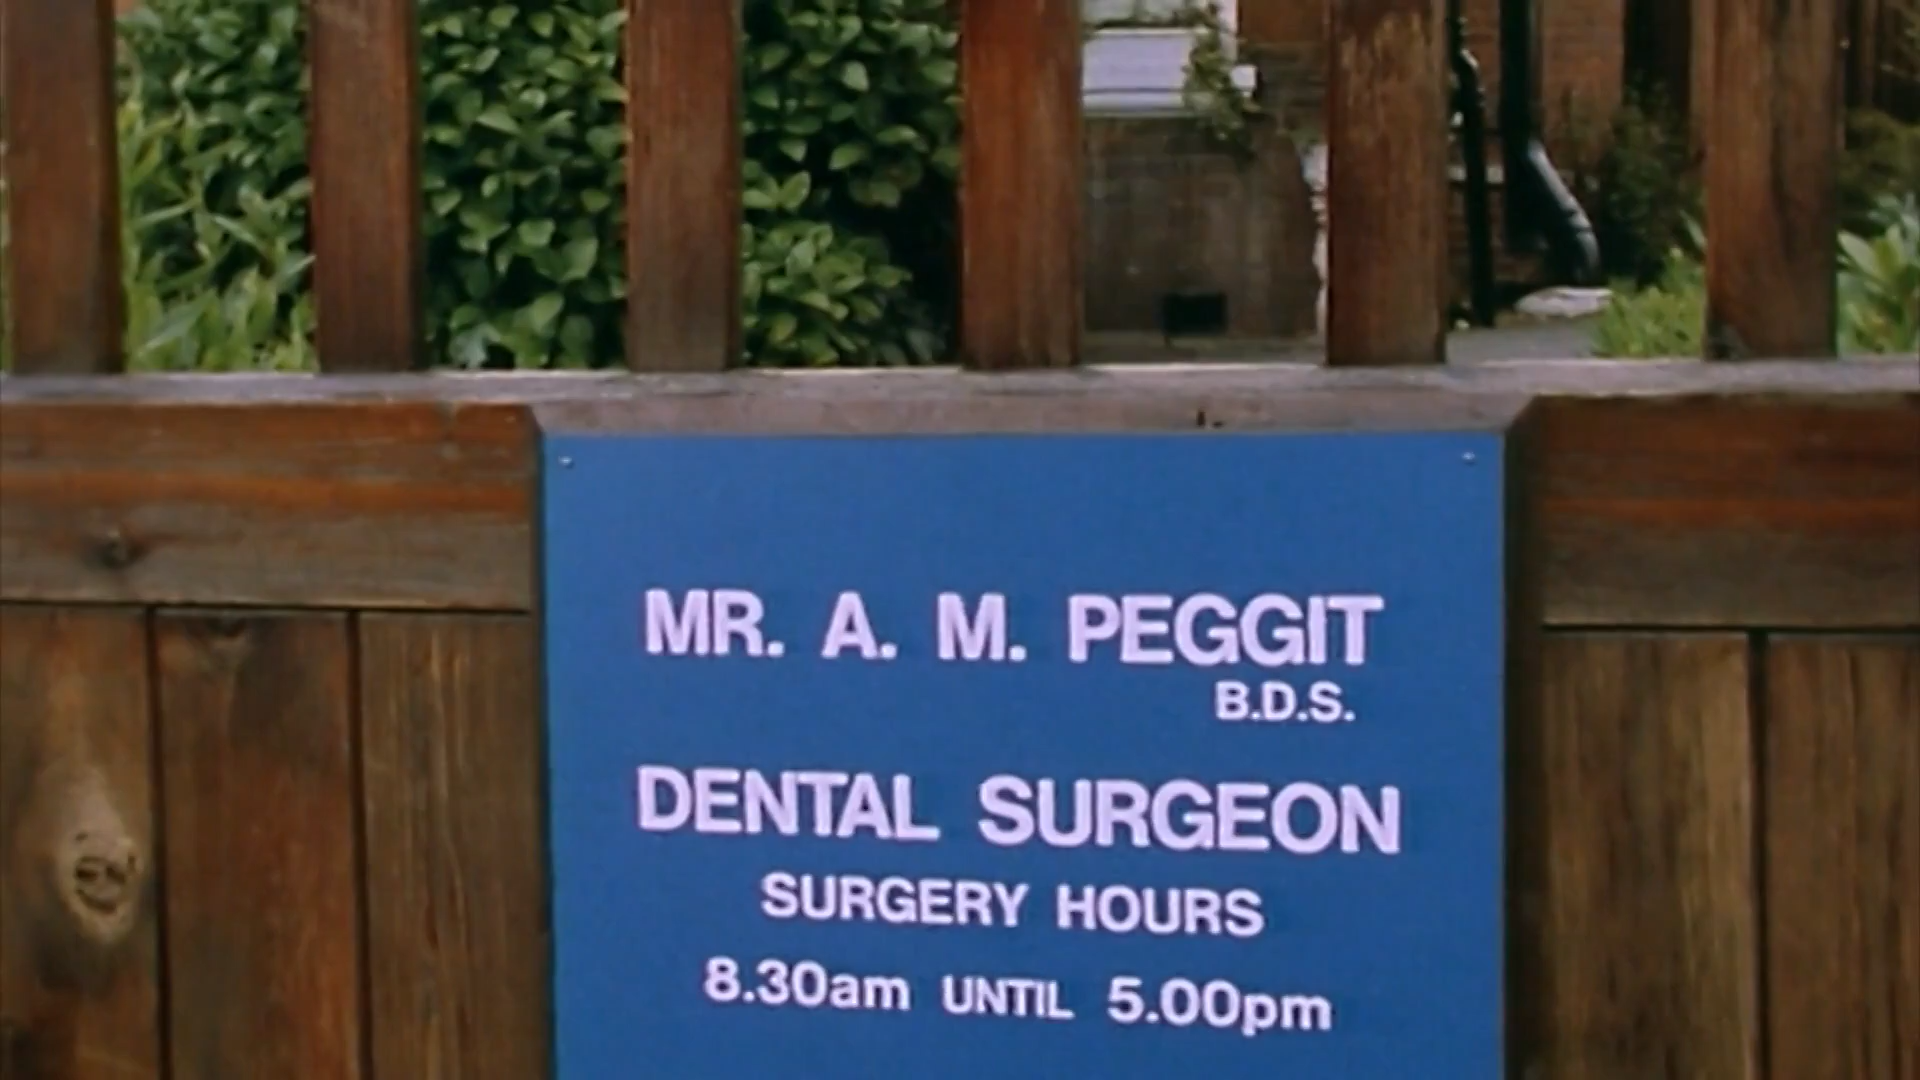 MR. A. M. PEGGIT
B.D.S.
DENTAL SURGEON
SURGERY HOURS
8.30am UNTIL 5.00pm